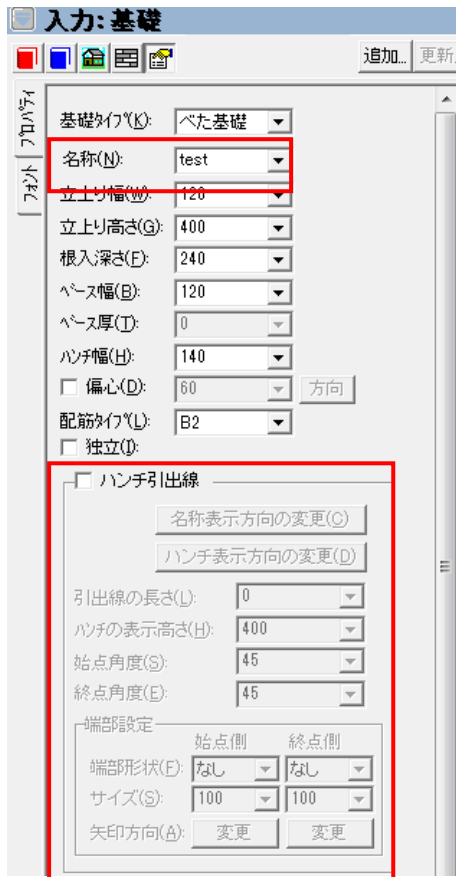 入力: 基礎
追加... 更新
プロパティ
フォント
基礎タイプ(K): べた基礎
名称(N): test
立上り幅(W): 120
立上り高さ(G): 400
根入深さ(F): 240
ベース幅(B): 120
ベース厚(T): 0
ハンチ幅(H): 140
偏心(D): 60 方向
配筋タイプ(L): B2
独立(I):
ハンチ引出線
名称表示方向の変更(C)
ハンチ表示方向の変更(D)
引出線の長さ(L): 0
ハンチの表示高さ(H): 400
始点角度(S): 45
終点角度(E): 45
端部設定
始点側 終点側
端部形状(F): なし なし
サイズ(S): 100 100
矢印方向(A): 変更 変更